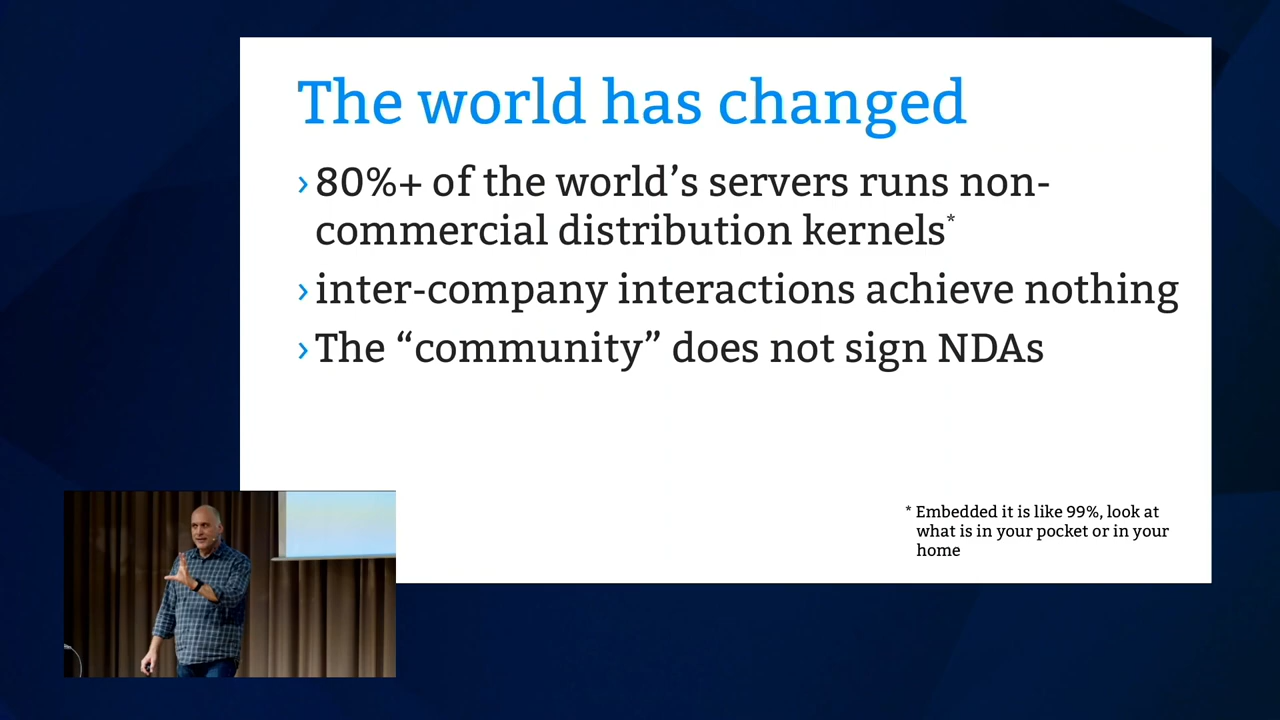 The world has changed
› 80%+ of the world’s servers runs non-
commercial distribution kernels*
› inter-company interactions achieve nothing
› The “community” does not sign NDAs
* Embedded it is like 99%, look at
what is in your pocket or in your
home